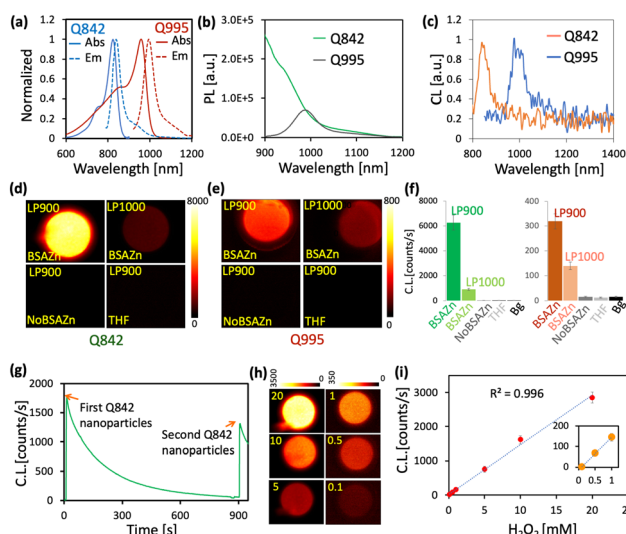 (a)
Q842
Q995
Abs
Em
Abs
Em
Normalized
1.2
1
0.8
0.6
0.4
0.2
0
600
800
1000
1200
Wavelength [nm]
(b)
Q842
Q995
PL [a.u.]
3.0E+5
2.0E+5
1.0E+5
0.0E+0
900
1000
1100
1200
Wavelength [nm]
(c)
Q842
Q995
CL [a.u.]
1.2
1
0.8
0.6
0.4
0.2
0
800
1000
1200
1400
Wavelength [nm]
(d)
LP900
BSAZn
LP1000
BSAZn
LP900
NoBSAZn
LP900
THF
8000
0
Q842
(e)
LP900
BSAZn
LP1000
BSAZn
LP900
NoBSAZn
LP900
THF
800
0
Q995
(f)
C.L.[counts/s]
8000
6000
4000
2000
0
LP900
LP1000
BSAZn
BSAZn
NoBSAZn
THF
Bg
400
300
200
100
0
LP900
LP1000
BSAZn
BSAZn
NoBSAZn
THF
Bg
(g)
C.L.[counts/s]
2000
1500
1000
500
0
First Q842
nanoparticles
Second Q842
nanoparticles
0
300
600
900
Time [s]
(h)
3500
0
350
0
20
1
10
0.5
5
0.1
(i)
C.L.[counts/s]
3000
2000
1000
0
R² = 0.996
200
100
0
0
0.5
1
0
5
10
15
20
25
H₂O₂ [mM]